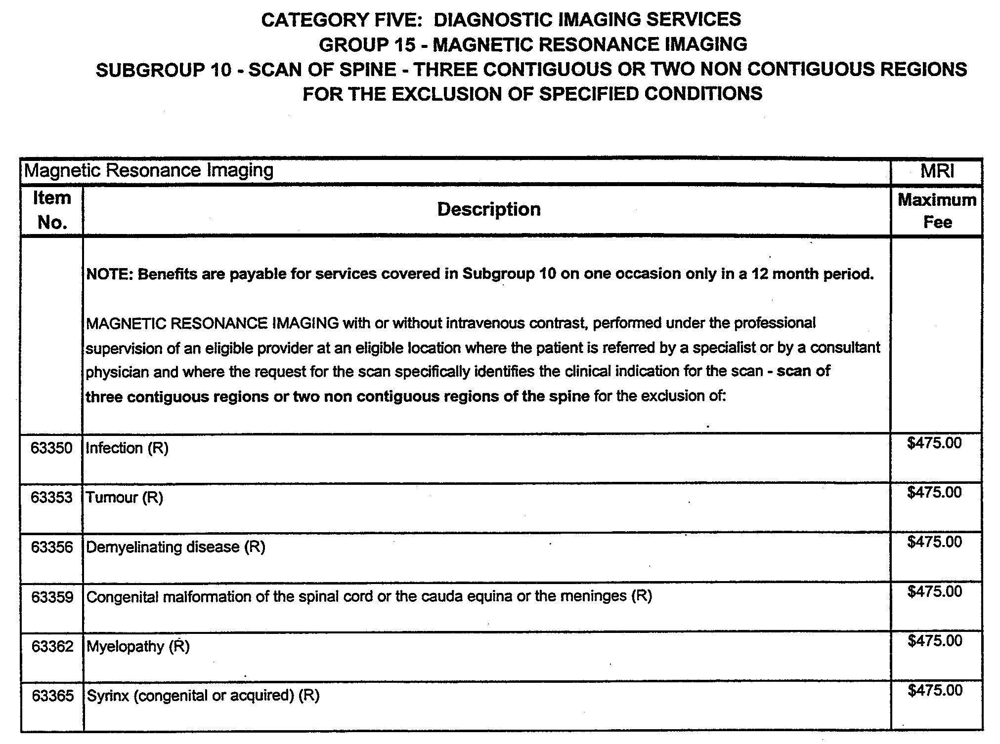 CATEGORY FIVE: DIAGNOSTIC IMAGING SERVICES
GROUP 15 - MAGNETIC RESONANCE IMAGING
SUBGROUP 10 - SCAN OF SPINE - THREE CONTIGUOUS OR TWO NON CONTIGUOUS REGIONS
FOR THE EXCLUSION OF SPECIFIED CONDITIONS
Magnetic Resonance Imaging MRI
Item No. Description Maximum Fee
NOTE: Benefits are payable for services covered in Subgroup 10 on one occasion only in a 12 month period.
MAGNETIC RESONANCE IMAGING with or without intravenous contrast, performed under the professional
supervision of an eligible provider at an eligible location where the patient is referred by a specialist or by a consultant
physician and where the request for the scan specifically identifies the clinical indication for the scan - scan of
three contiguous regions or two non contiguous regions of the spine for the exclusion of:
63350 Infection (R) $475.00
63353 Tumour (R) $475.00
63356 Demyelinating disease (R) $475.00
63359 Congenital malformation of the spinal cord or the cauda equina or the meninges (R) $475.00
63362 Myelopathy (R) $475.00
63365 Syrinx (congenital or acquired) (R) $475.00